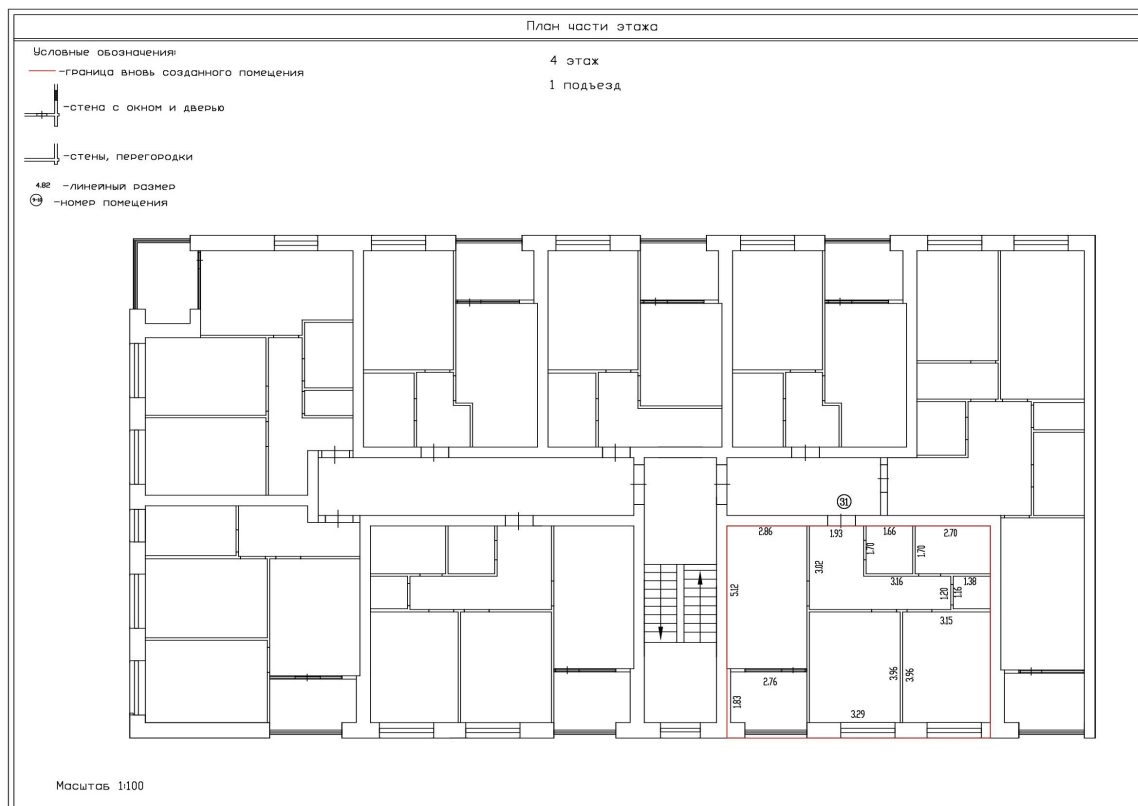 План части этажа
Условные обозначения:
-граница вновь созданного помещения
4 этаж
1 подъезд
-стена с окном и дверью
-стены, перегородки
4.82 -линейный размер
-номер помещения
31
2.86
1.93
1.66
2.70
1.70
1.70
3.02
5.12
3.16
1.20
1.16
1.38
3.15
3.96
3.96
2.76
1.83
3.29
Масштаб 1:100